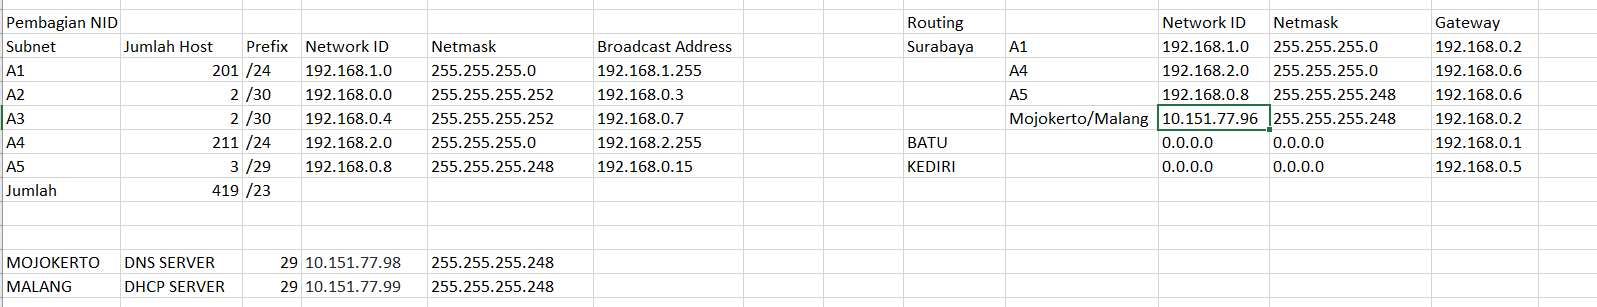 Pembagian NID Routing Network ID Netmask Gateway
Subnet Jumlah Host Prefix Network ID Netmask Broadcast Address Surabaya A1 192.168.1.0 255.255.255.0 192.168.0.2
A1 201 /24 192.168.1.0 255.255.255.0 192.168.1.255 A4 192.168.2.0 255.255.255.0 192.168.0.6
A2 2 /30 192.168.0.0 255.255.255.252 192.168.0.3 A5 192.168.0.8 255.255.255.248 192.168.0.6
A3 2 /30 192.168.0.4 255.255.255.252 192.168.0.7 Mojokerto/Malang 10.151.77.96 255.255.255.248 192.168.0.2
A4 211 /24 192.168.2.0 255.255.255.0 192.168.2.255 BATU 0.0.0.0 0.0.0.0 192.168.0.1
A5 3 /29 192.168.0.8 255.255.255.248 192.168.0.15 KEDIRI 0.0.0.0 0.0.0.0 192.168.0.5
Jumlah 419 /23
MOJOKERTO DNS SERVER 29 10.151.77.98 255.255.255.248
MALANG DHCP SERVER 29 10.151.77.99 255.255.255.248